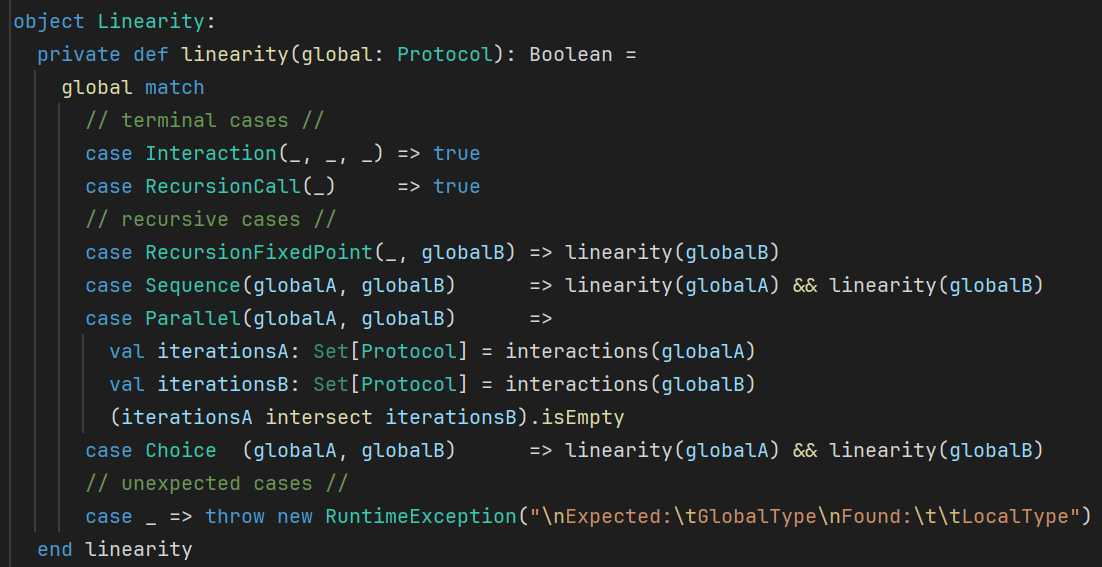 object Linearity:
  private def linearity(global: Protocol): Boolean =
    global match
      // terminal cases //
      case Interaction(_, _, _) => true
      case RecursionCall(_)     => true
      // recursive cases //
      case RecursionFixedPoint(_, globalB) => linearity(globalB)
      case Sequence(globalA, globalB)      => linearity(globalA) && linearity(globalB)
      case Parallel(globalA, globalB)      =>
        val iterationsA: Set[Protocol] = interactions(globalA)
        val iterationsB: Set[Protocol] = interactions(globalB)
        (iterationsA intersect iterationsB).isEmpty
      case Choice  (globalA, globalB)      => linearity(globalA) && linearity(globalB)
      // unexpected cases //
      case _ => throw new RuntimeException("\nExpected:\tGlobalType\nFound:\t\tLocalType")
  end linearity